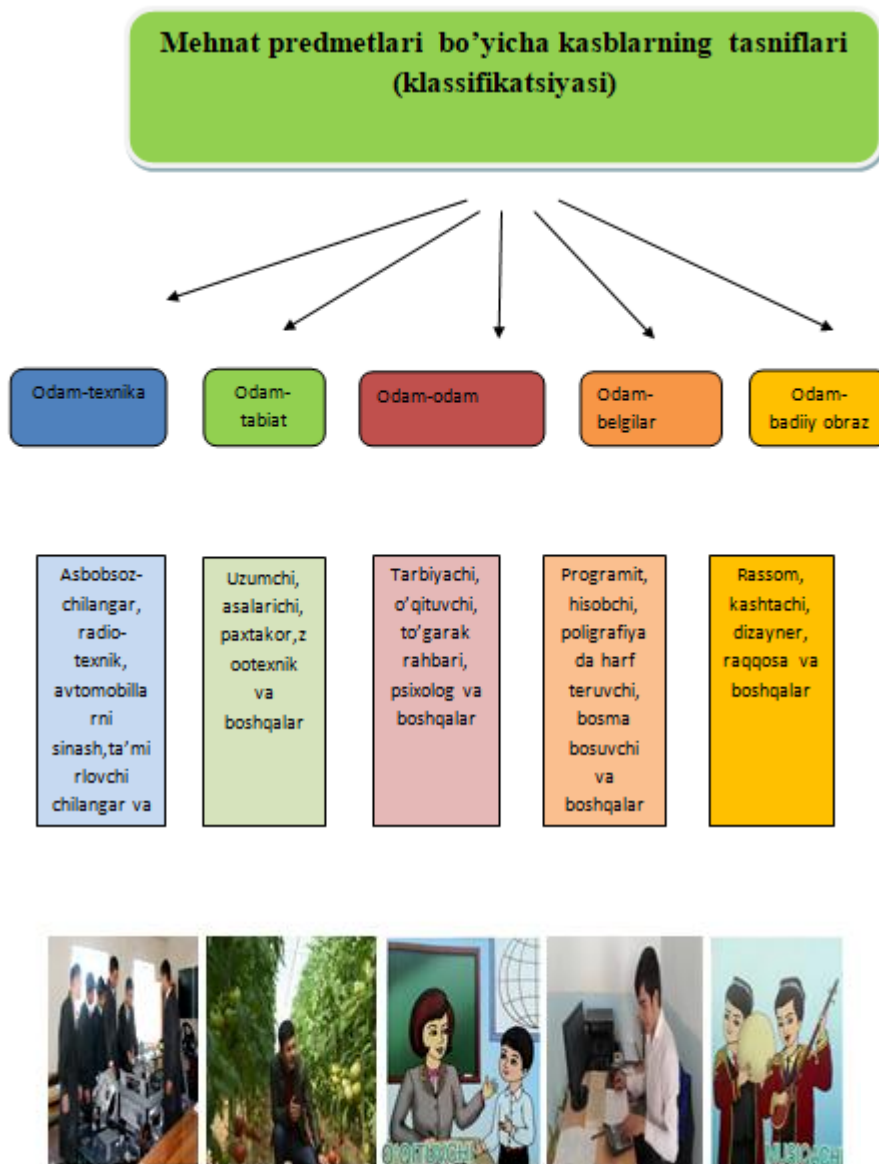 Mehnat predmetlari bo’yicha kasblarning tasniflari
(klassifikatsiyasi)
Odam-texnika
Odam-
tabiat
Odam-odam
Odam-
belgilar
Odam-
badiiy obraz
Asbobsoz-
chilangar,
radio-
texnik,
avtomobilla
rni
sinash,ta’mi
rlovchi
chilangar va
Uzumchi,
asalarichi,
paxtakor,z
ootexnik
va
boshqalar
Tarbiyachi,
o’qituvchi,
to’garak
rahbari,
psixolog va
boshqalar
Programit,
hisobchi,
poligrafiya
da harf
teruvchi,
bosma
bosuvchi
va
boshqalar
Rassom,
kashtachi,
dizayner,
raqqosa va
boshqalar